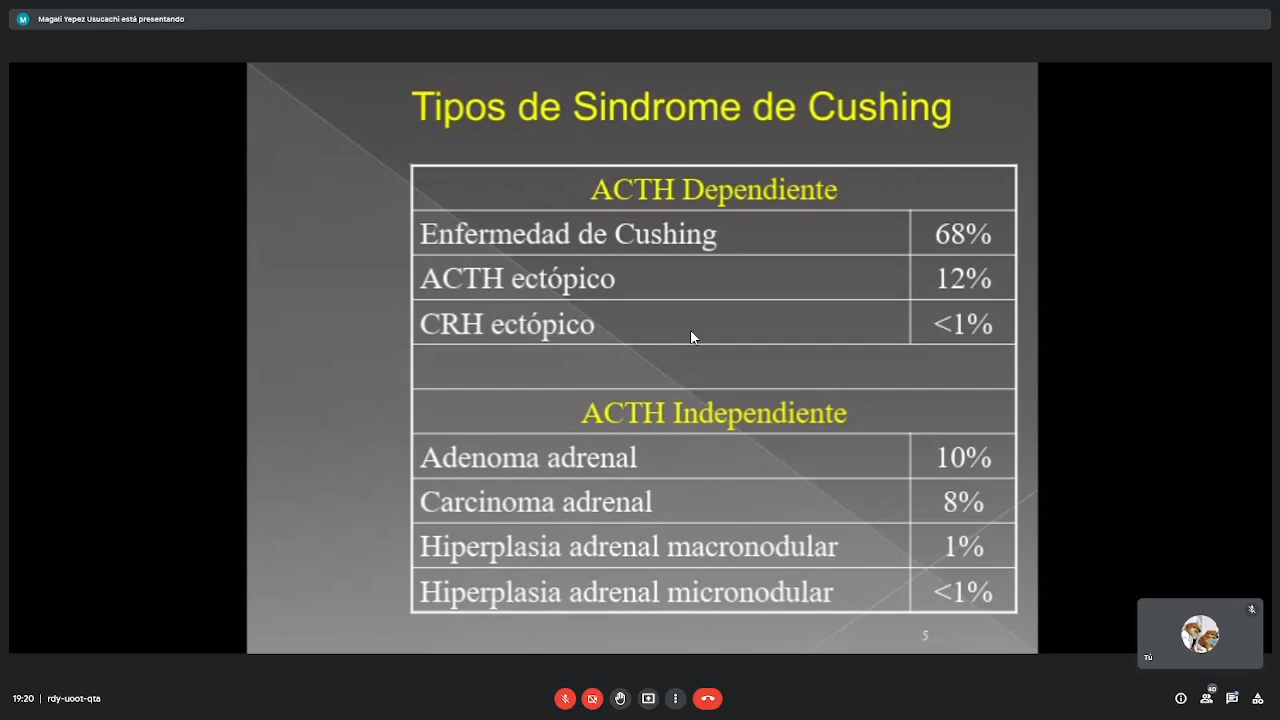 M Magali Yepez Usucachi está presentando
Tipos de Sindrome de Cushing
ACTH Dependiente
Enfermedad de Cushing 68%
ACTH ectópico 12%
CRH ectópico <1%
ACTH Independiente
Adenoma adrenal 10%
Carcinoma adrenal 8%
Hiperplasia adrenal macronodular 1%
Hiperplasia adrenal micronodular <1%
5
Tú
19:20 | rdy-uoot-qta
40